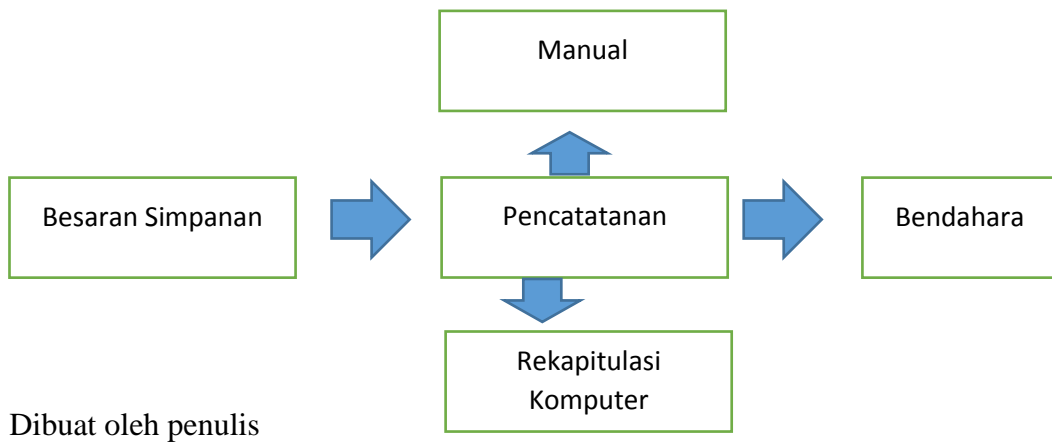 Manual
Besaran Simpanan
Pencatatanan
Bendahara
Rekapitulasi
Komputer
Dibuat oleh penulis